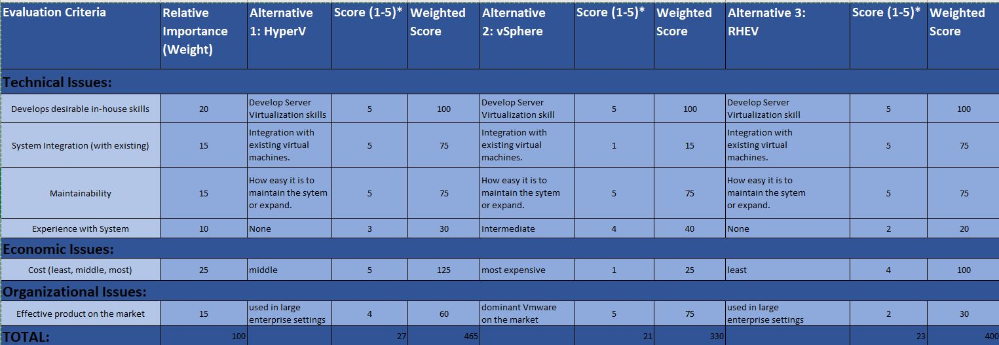 Evaluation Criteria Relative Importance (Weight) Alternative 1: HyperV Score (1-5)* Weighted Score Alternative 2: vSphere Score (1-5)* Weighted Score Alternative 3: RHEV Score (1-5)* Weighted Score
Technical Issues:
Develops desirable in-house skills 20 Develop Server Virtualization skills 5 100 Develop Server Virtualization skill 5 100 Develop Server Virtualization skill 5 100
System Integration (with existing) 15 Integration with existing virtual machines. 5 75 Integration with existing virtual machines. 1 15 Integration with existing virtual machines. 5 75
Maintainability 15 How easy it is to maintain the sytem or expand. 5 75 How easy it is to maintain the sytem or expand. 5 75 How easy it is to maintain the sytem or expand. 5 75
Experience with System 10 None 3 30 Intermediate 4 40 None 2 20
Economic Issues:
Cost (least, middle, most) 25 middle 5 125 most expensive 1 25 least 4 100
Organizational Issues:
Effective product on the market 15 used in large enterprise settings 4 60 dominant Vmware on the market 5 75 used in large enterprise settings 2 30
TOTAL: 100 27 465 21 330 23 400